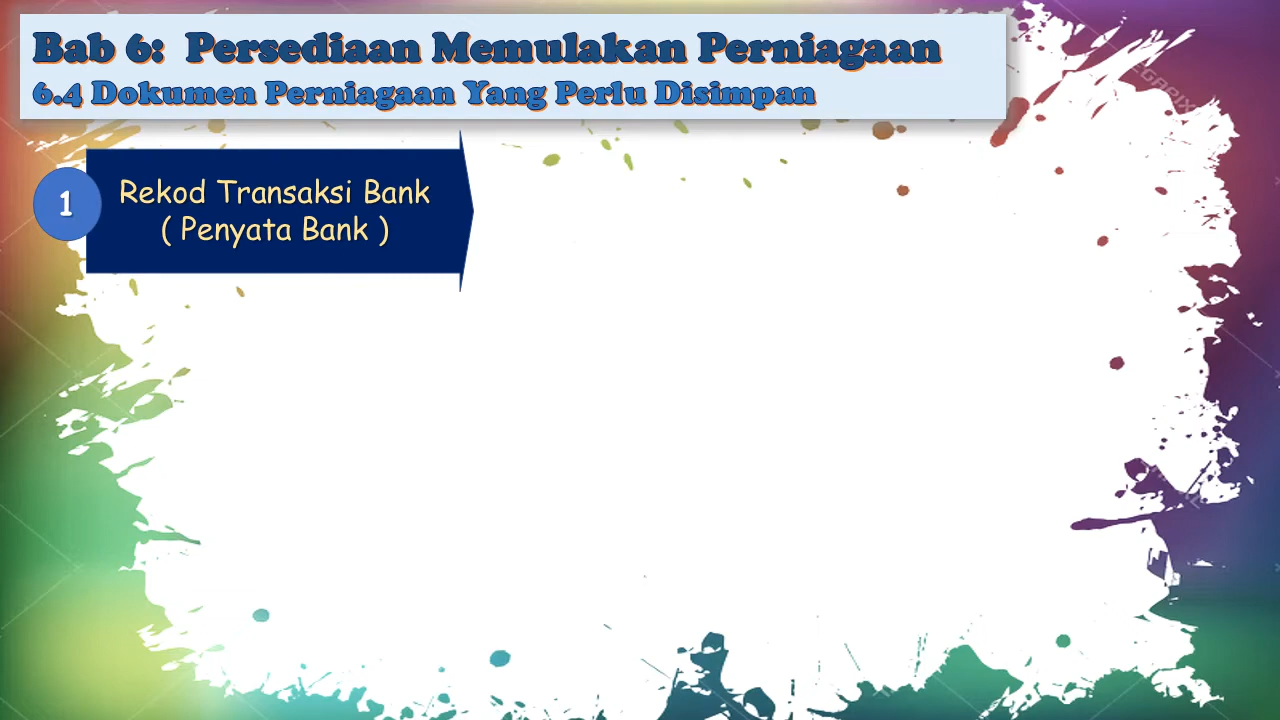 Bab 6: Persediaan Memulakan Perniagaan
6.4 Dokumen Perniagaan Yang Perlu Disimpan
1
Rekod Transaksi Bank
( Penyata Bank )